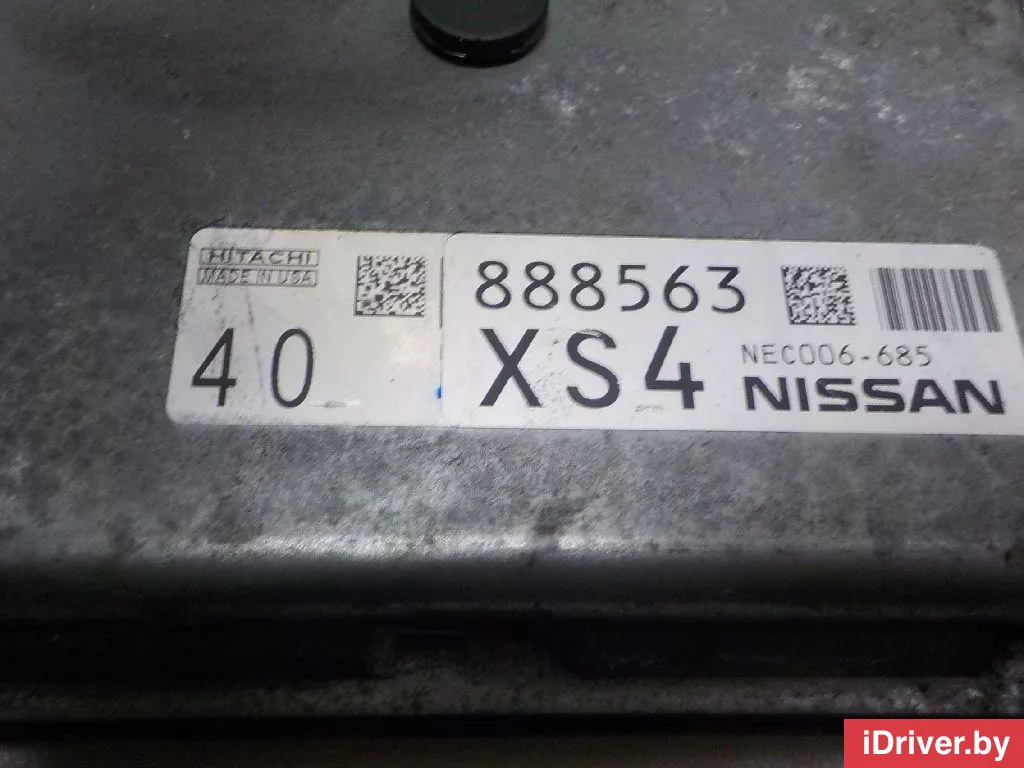 HITACHI
MADE IN USA
40
888563
XS4
NEC006-685
NISSAN
iDriver.by